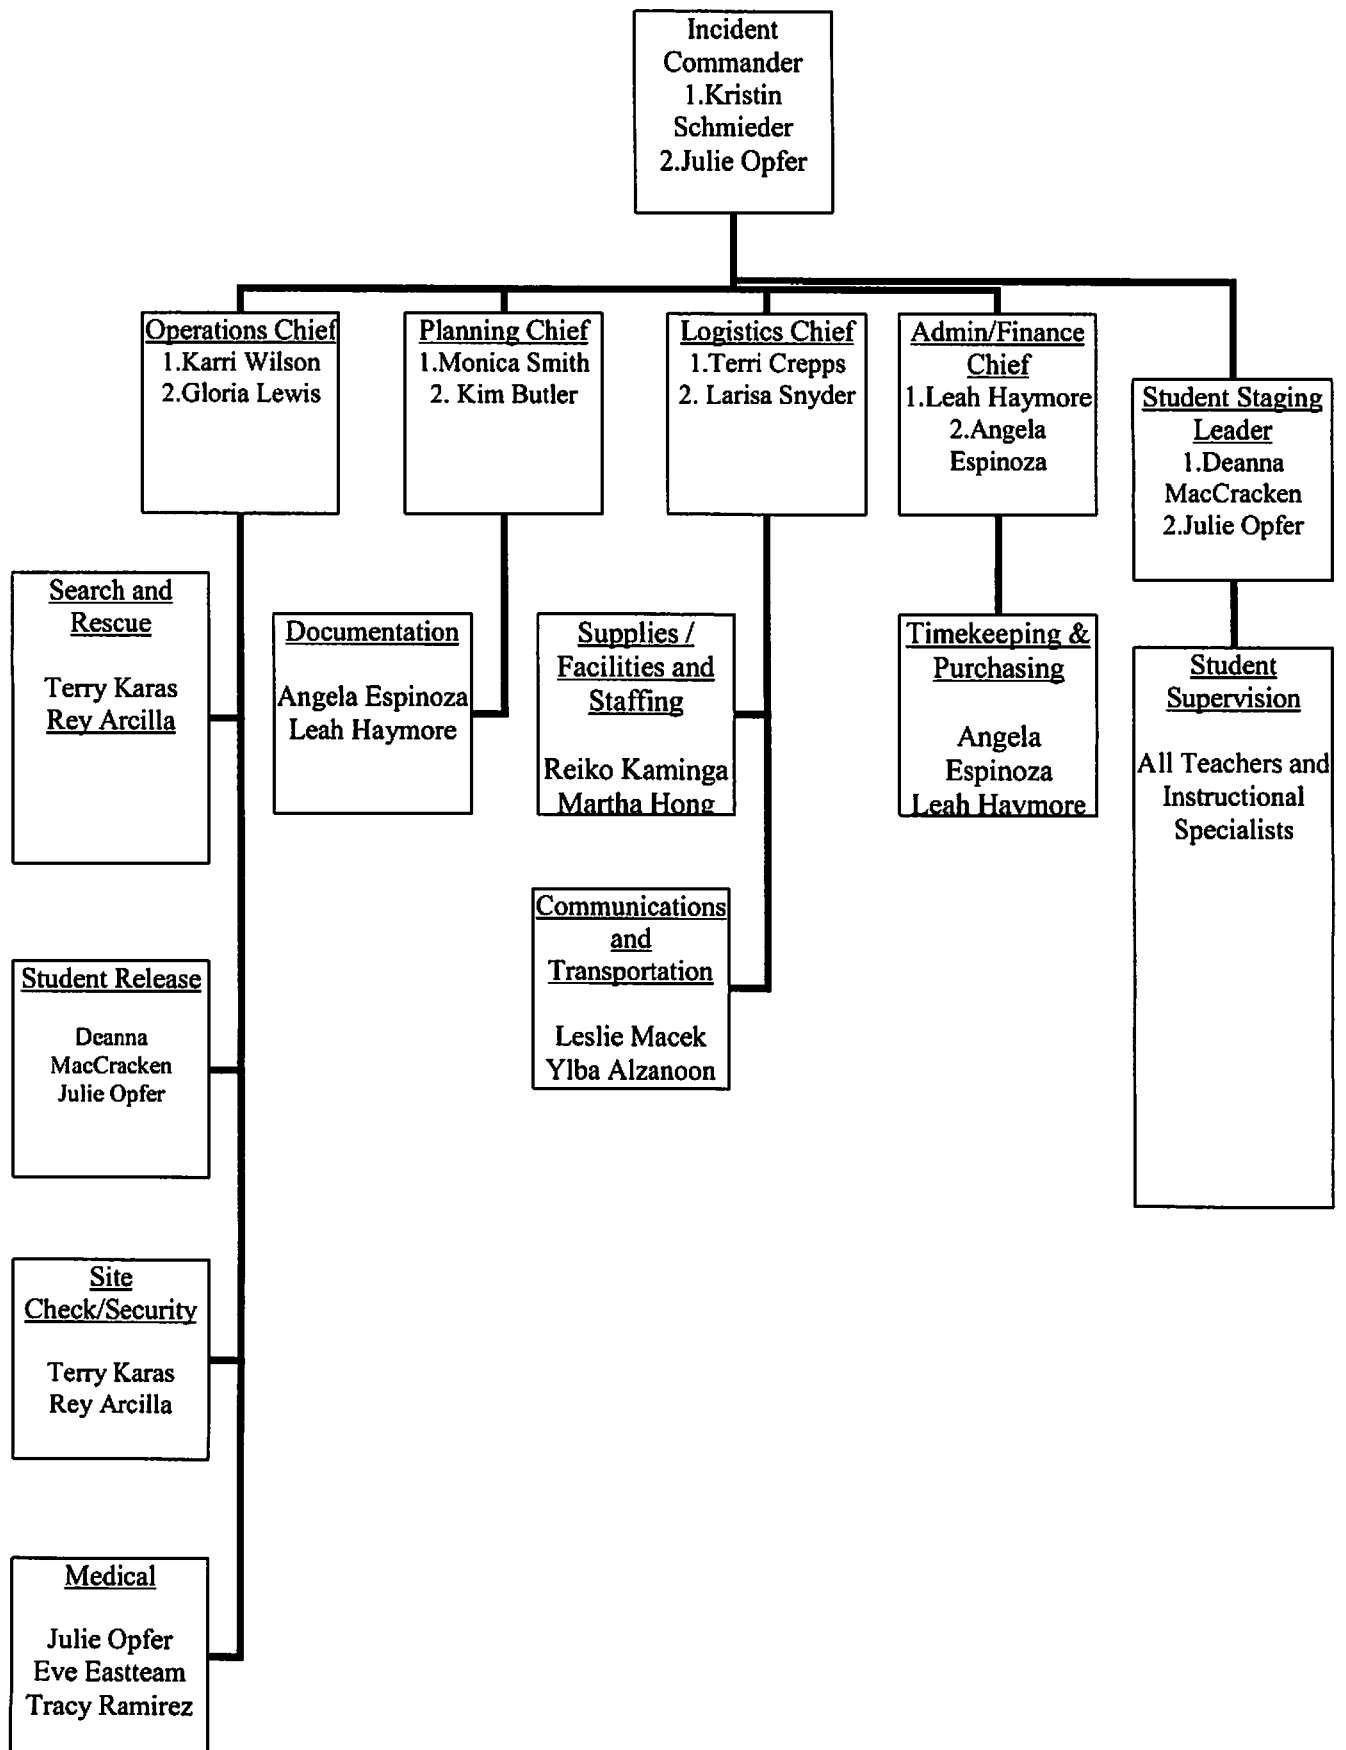 Incident
Commander
1.Kristin
Schmieder
2.Julie Opfer
Operations Chief
1.Karri Wilson
2.Gloria Lewis
Planning Chief
1.Monica Smith
2. Kim Butler
Logistics Chief
1.Terri Crepps
2. Larisa Snyder
Admin/Finance
Chief
1.Leah Haymore
2.Angela
Espinoza
Student Staging
Leader
1.Deanna
MacCracken
2.Julie Opfer
Search and
Rescue
Terry Karas
Rey Arcilla
Documentation
Angela Espinoza
Leah Haymore
Supplies /
Facilities and
Staffing
Reiko Kaminga
Martha Hong
Timekeeping &
Purchasing
Angela
Espinoza
Leah Haymore
Student
Supervision
All Teachers and
Instructional
Specialists
Communications
and
Transportation
Leslie Macek
Ylba Alzanoon
Student Release
Deanna
MacCracken
Julie Opfer
Site
Check/Security
Terry Karas
Rey Arcilla
Medical
Julie Opfer
Eve Eastteam
Tracy Ramirez